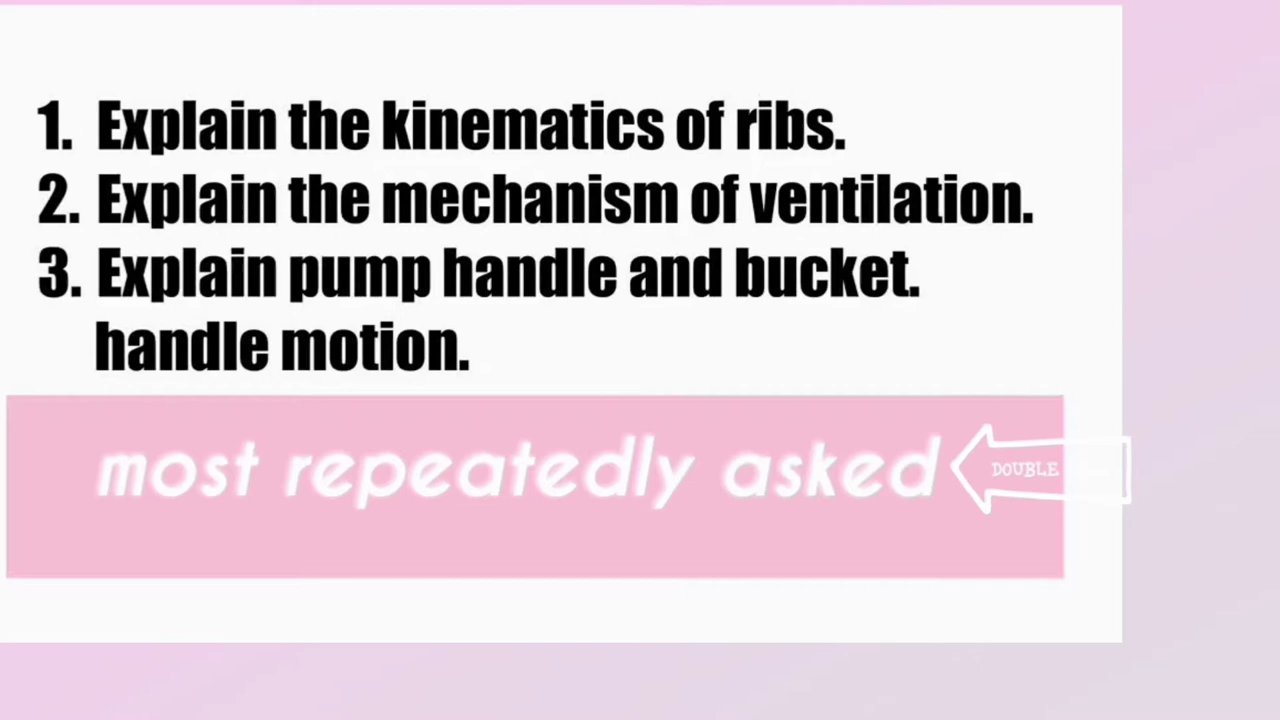 1. Explain the kinematics of ribs.
2. Explain the mechanism of ventilation.
3. Explain pump handle and bucket.
handle motion.
most repeatedly asked
DOUBLE